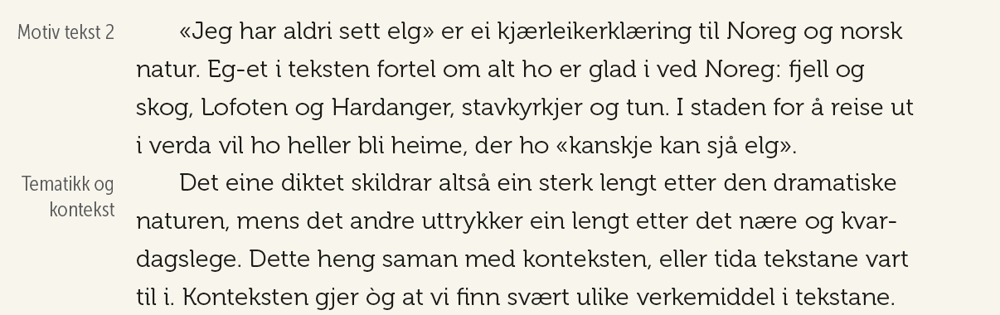 Motiv tekst 2
«Jeg har aldri sett elg» er ei kjærleikerklæring til Noreg og norsk
natur. Eg-et i teksten fortel om alt ho er glad i ved Noreg: fjell og
skog, Lofoten og Hardanger, stavkyrkjer og tun. I staden for å reise ut
i verda vil ho heller bli heime, der ho «kanskje kan sjå elg».
Tematikk og
kontekst
Det eine diktet skildrar altså ein sterk lengt etter den dramatiske
naturen, mens det andre uttrykker ein lengt etter det nære og kvar-
dagslege. Dette heng saman med konteksten, eller tida tekstane vart
til i. Konteksten gjer òg at vi finn svært ulike verkemiddel i tekstane.